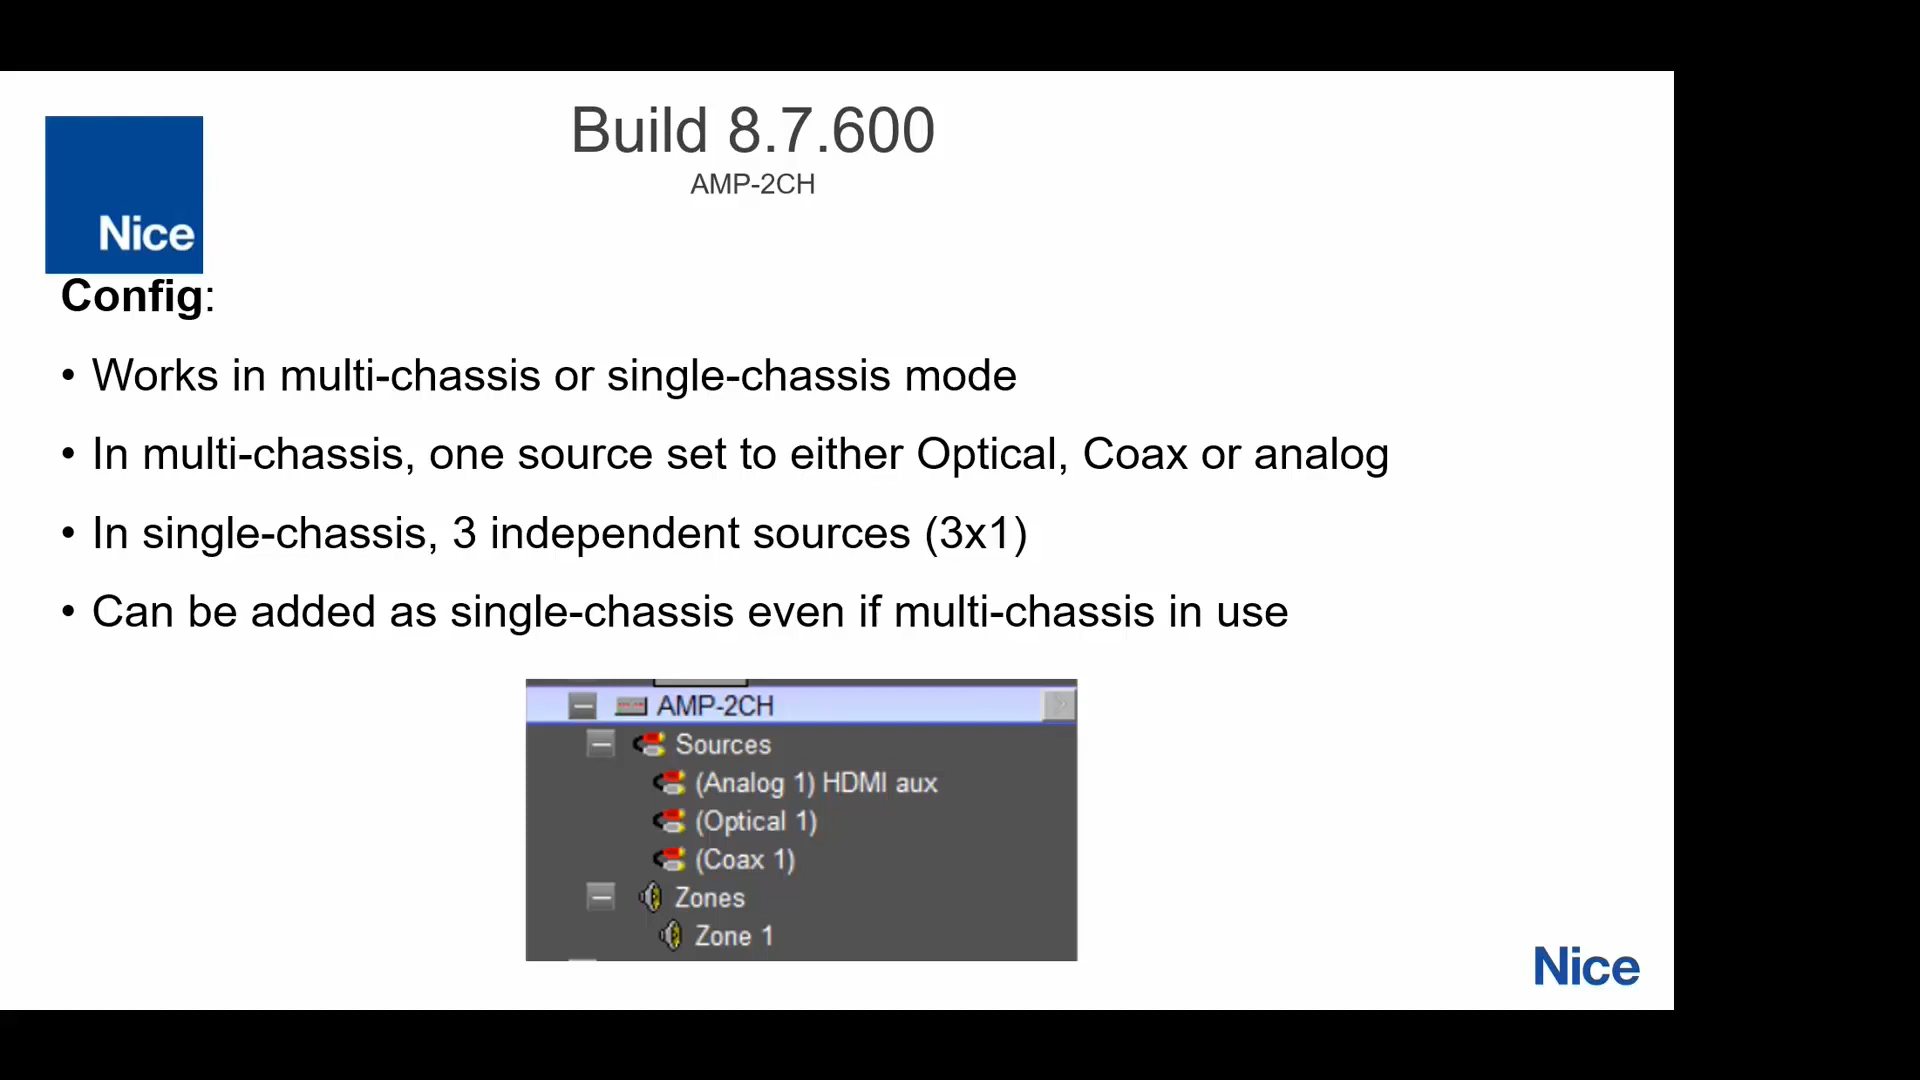 Build 8.7.600
AMP-2CH
Nice
Config:
• Works in multi-chassis or single-chassis mode
• In multi-chassis, one source set to either Optical, Coax or analog
• In single-chassis, 3 independent sources (3x1)
• Can be added as single-chassis even if multi-chassis in use
AMP-2CH
Sources
(Analog 1) HDMI aux
(Optical 1)
(Coax 1)
Zones
Zone 1
Nice